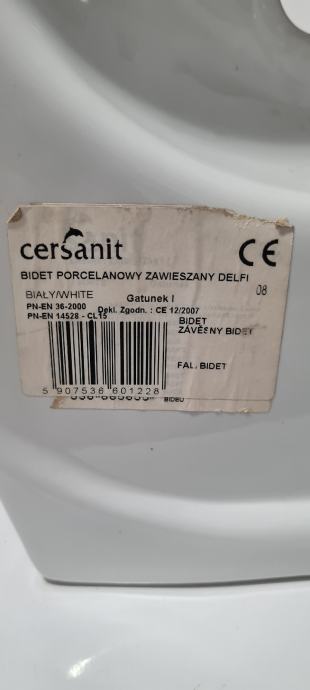 cersanit
CE
BIDET PORCELANOWY ZAWIESZANY DELFI
08
BIAŁY/WHITE
Gatunek I
PN-EN 36-2000
Dekl. Zgodn. : CE 12/2007
PN-EN 14528 - CL15
BIDET
ZÁVĚSNÝ BIDET
FAL. BIDET
5 907536 601228